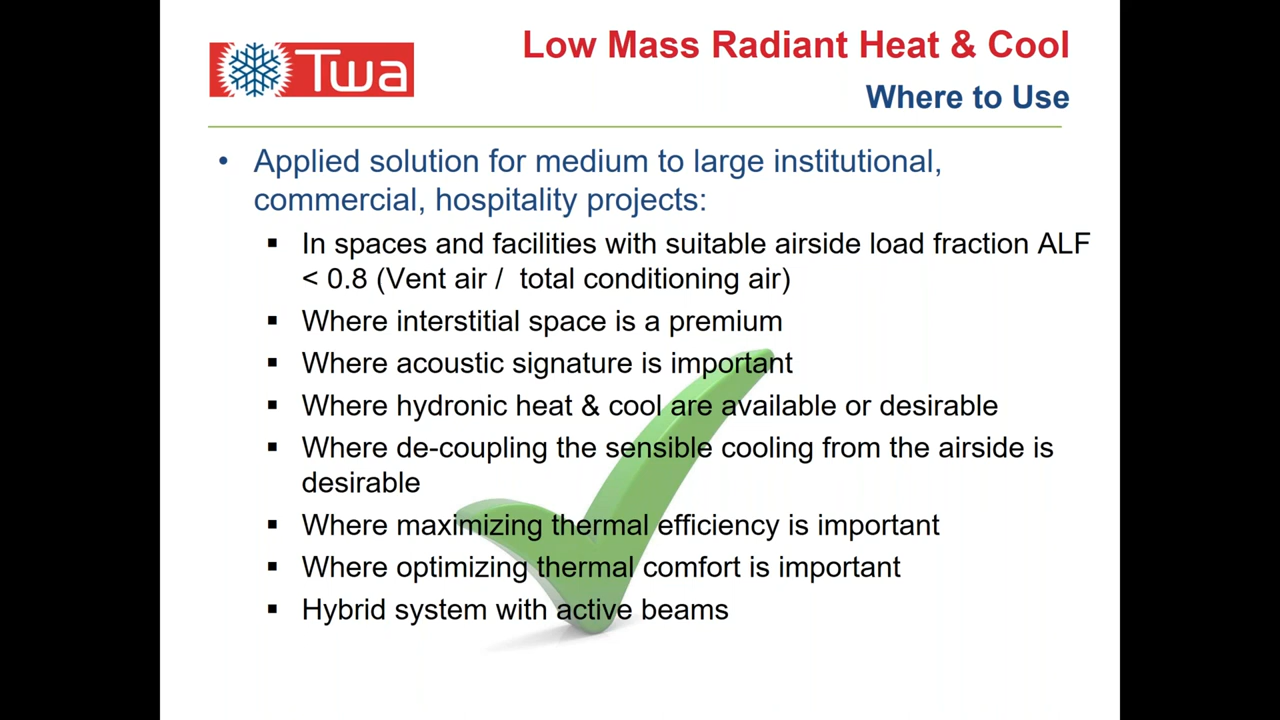 Twa
Low Mass Radiant Heat & Cool
Where to Use
• Applied solution for medium to large institutional,
commercial, hospitality projects:
▪ In spaces and facilities with suitable airside load fraction ALF
< 0.8 (Vent air / total conditioning air)
▪ Where interstitial space is a premium
▪ Where acoustic signature is important
▪ Where hydronic heat & cool are available or desirable
▪ Where de-coupling the sensible cooling from the airside is
desirable
▪ Where maximizing thermal efficiency is important
▪ Where optimizing thermal comfort is important
▪ Hybrid system with active beams